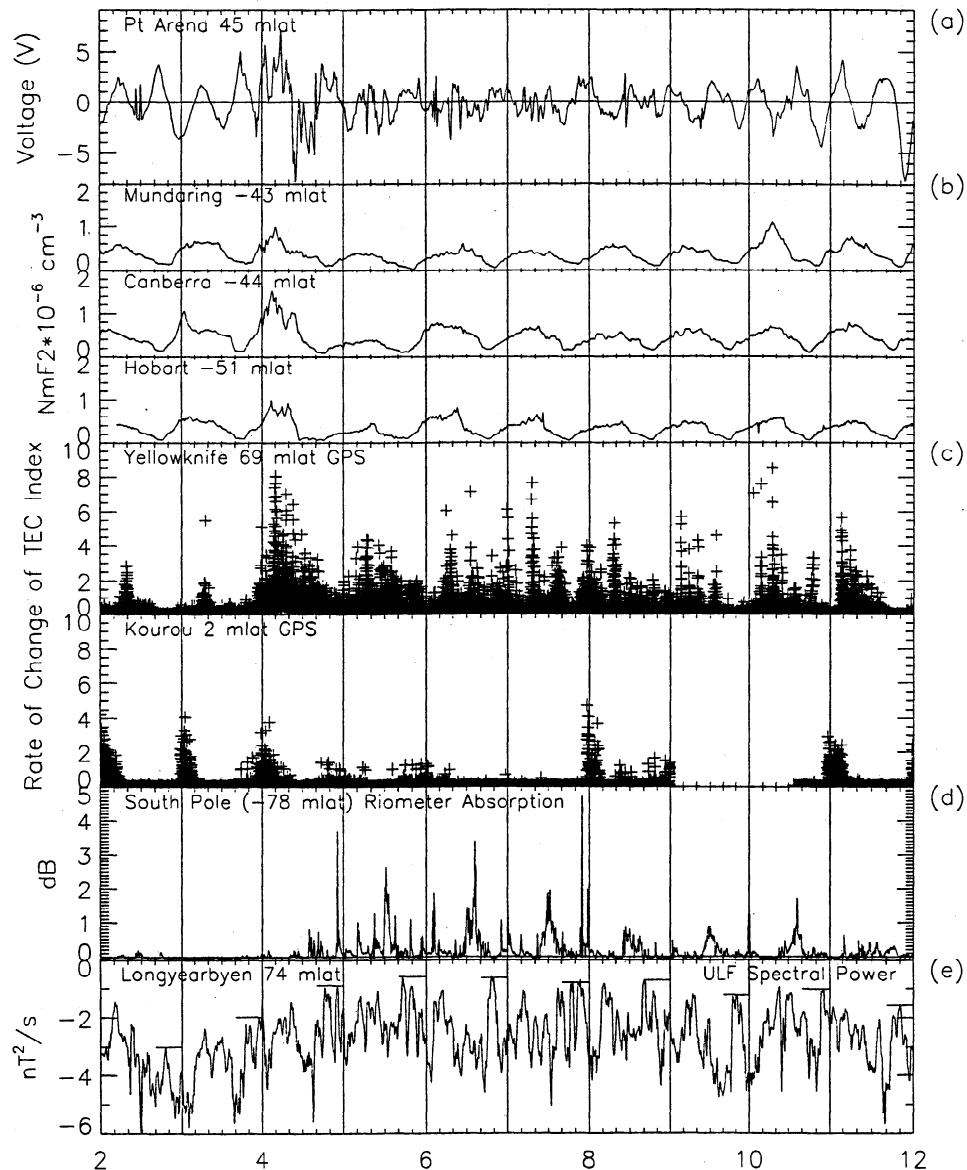 Pt Arena 45 mlat
(a)
Voltage (V)
5
0
−5
Mundaring −43 mlat
(b)
2
1
0
Canberra −44 mlat
2
1
0
Hobart −51 mlat
2
1
0
NmF2*10⁻⁶ cm⁻³
Yellowknife 69 mlat GPS
(c)
10
8
6
4
2
0
Kourou 2 mlat GPS
10
8
6
4
2
0
Rate of Change of TEC Index
South Pole (−78 mlat) Riometer Absorption
(d)
5
4
3
2
1
0
dB
Longyearbyen 74 mlat
ULF Spectral Power
(e)
0
−2
−4
−6
nT²/s
2 4 6 8 10 12